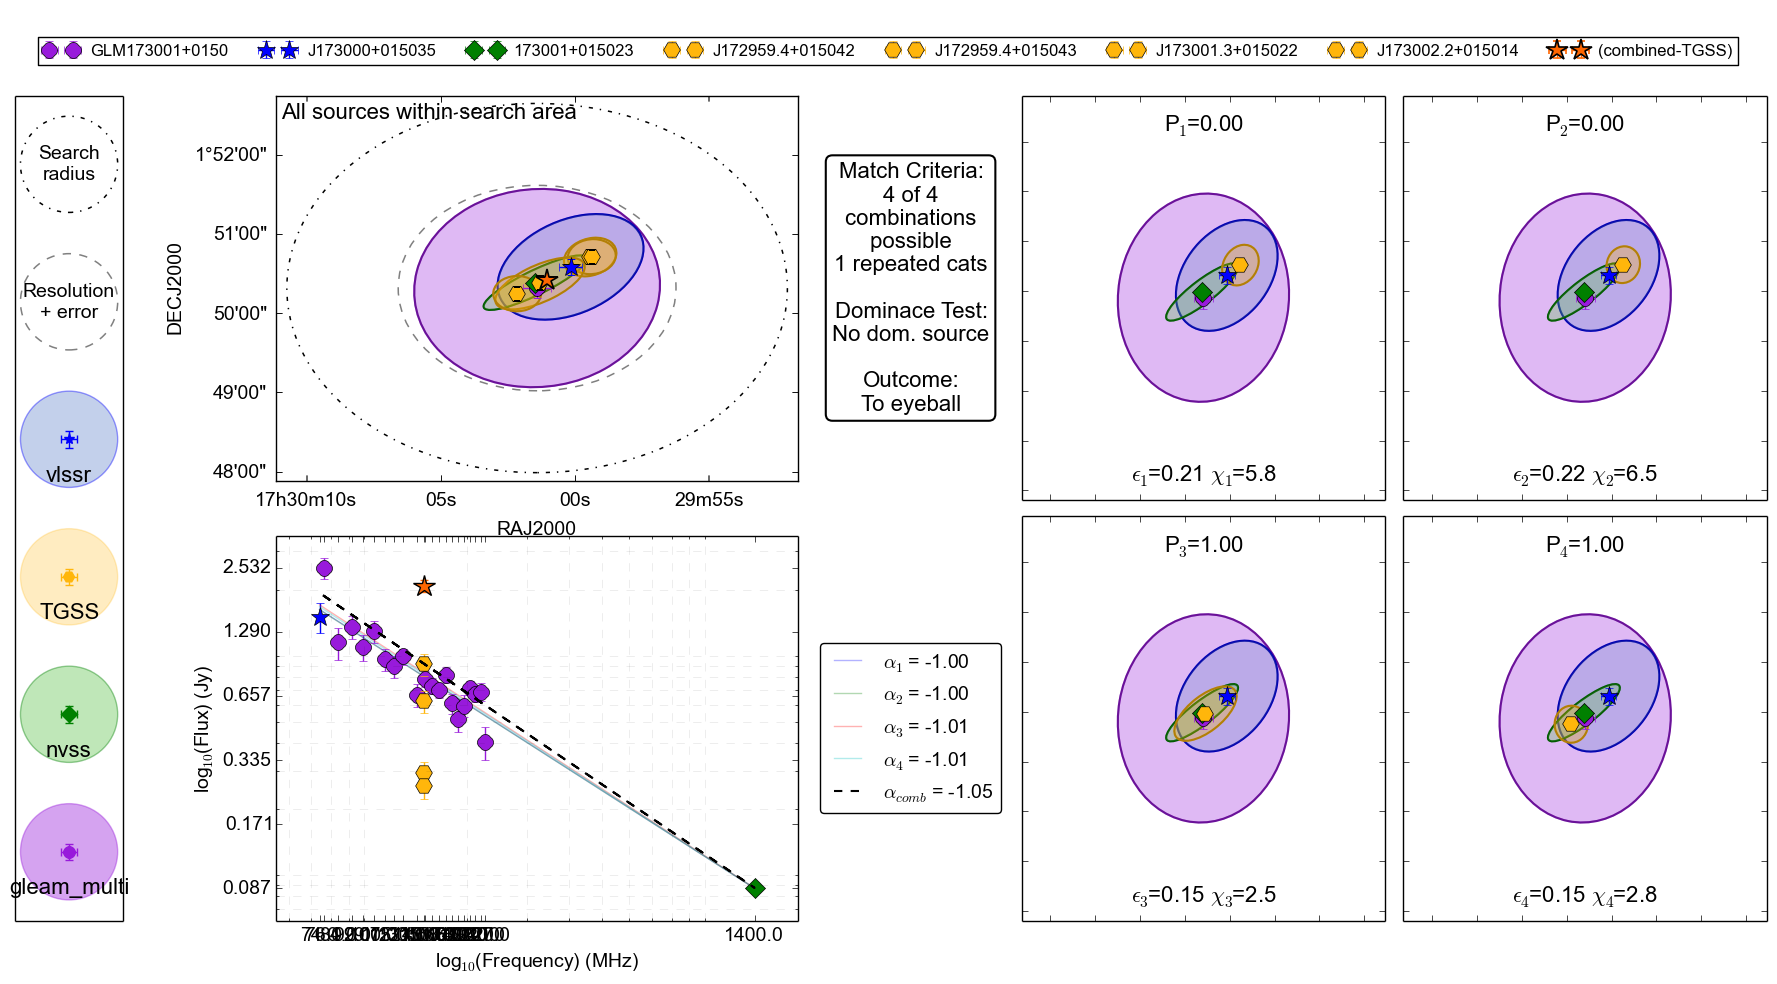 GLM173001+0150 J173000+015035 173001+015023 J172959.4+015042 J172959.4+015043 J173001.3+015022 J173002.2+015014 (combined-TGSS)
Search
radius
Resolution
+ error
vlssr
TGSS
nvss
gleam_multi
All sources within search area
DECJ2000
1°52'00"
51'00"
50'00"
49'00"
48'00"
17h30m10s 05s 00s 29m55s
RAJ2000
Match Criteria:
4 of 4
combinations
possible
1 repeated cats
Dominace Test:
No dom. source
Outcome:
To eyeball
P1=0.00
ϵ1=0.21 χ1=5.8
P2=0.00
ϵ2=0.22 χ2=6.5
log10(Flux) (Jy)
2.532
1.290
0.657
0.335
0.171
0.087
1400.0
log10(Frequency) (MHz)
α1 = -1.00
α2 = -1.00
α3 = -1.01
α4 = -1.01
αcomb = -1.05
P3=1.00
ϵ3=0.15 χ3=2.5
P4=1.00
ϵ4=0.15 χ4=2.8